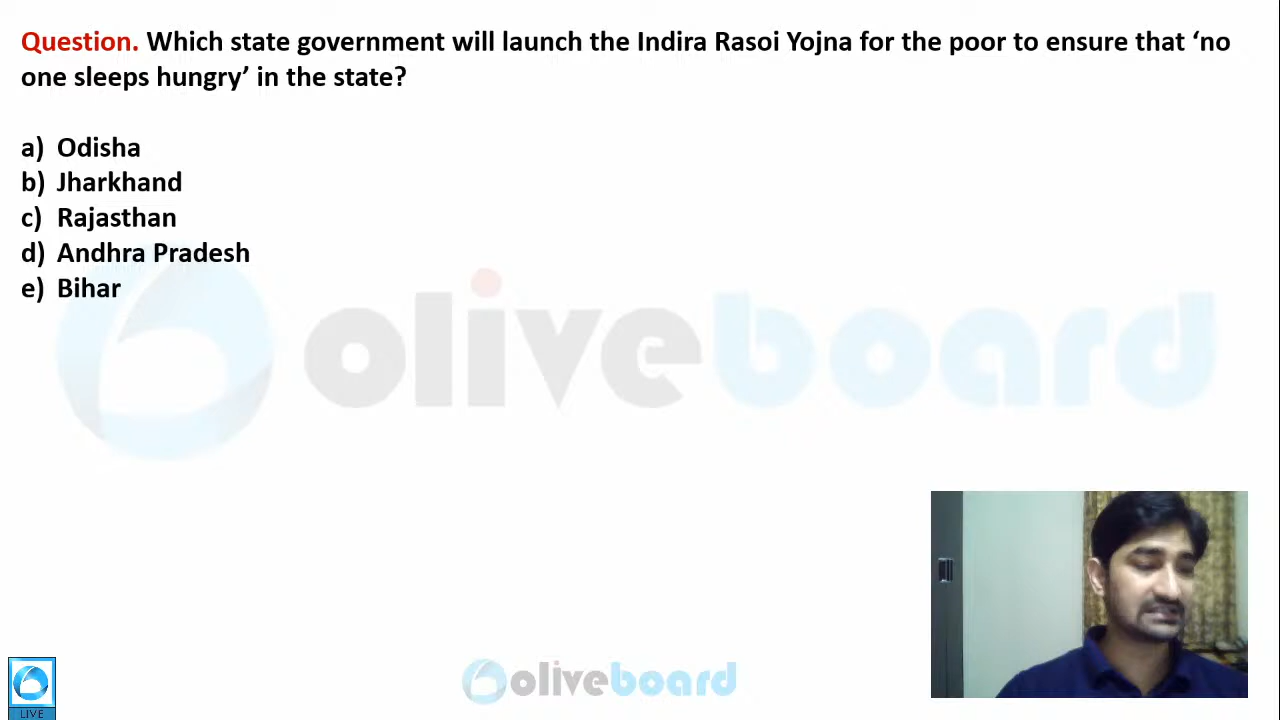 Question. Which state government will launch the Indira Rasoi Yojna for the poor to ensure that ‘no
one sleeps hungry’ in the state?
a) Odisha
b) Jharkhand
c) Rajasthan
d) Andhra Pradesh
e) Bihar
oliveboard
oliveboard
LIVE